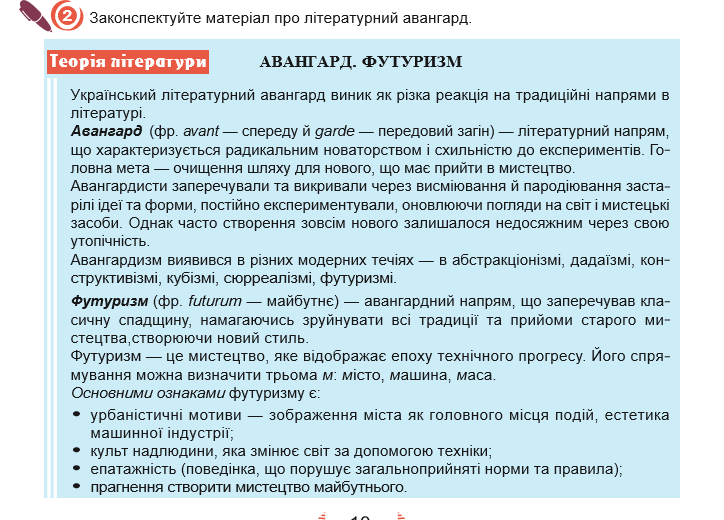 2 Законспектуйте матеріал про літературний авангард.
Теорія літератури АВАНГАРД. ФУТУРИЗМ
Український літературний авангард виник як різка реакція на традиційні напрями в
літературі.
Авангард (фр. avant — спереду й garde — передовий загін) — літературний напрям,
що характеризується радикальним новаторством і схильністю до експериментів. Го-
ловна мета — очищення шляху для нового, що має прийти в мистецтво.
Авангардисти заперечували та викривали через висміювання й пародіювання заста-
рілі ідеї та форми, постійно експериментували, оновлюючи погляди на світ і мистецькі
засоби. Однак часто створення зовсім нового залишалося недосяжним через свою
утопічність.
Авангардизм виявився в різних модерних течіях — в абстракціонізмі, дадаїзмі, кон-
структивізмі, кубізмі, сюрреалізмі, футуризмі.
Футуризм (фр. futurum — майбутнє) — авангардний напрям, що заперечував кла-
сичну спадщину, намагаючись зруйнувати всі традиції та прийоми старого ми-
стецтва,створюючи новий стиль.
Футуризм — це мистецтво, яке відображає епоху технічного прогресу. Його спря-
мування можна визначити трьома м: місто, машина, маса.
Основними ознаками футуризму є:
• урбаністичні мотиви — зображення міста як головного місця подій, естетика
машинної індустрії;
• культ надлюдини, яка змінює світ за допомогою техніки;
• епатажність (поведінка, що порушує загальноприйняті норми та правила);
• прагнення створити мистецтво майбутнього.